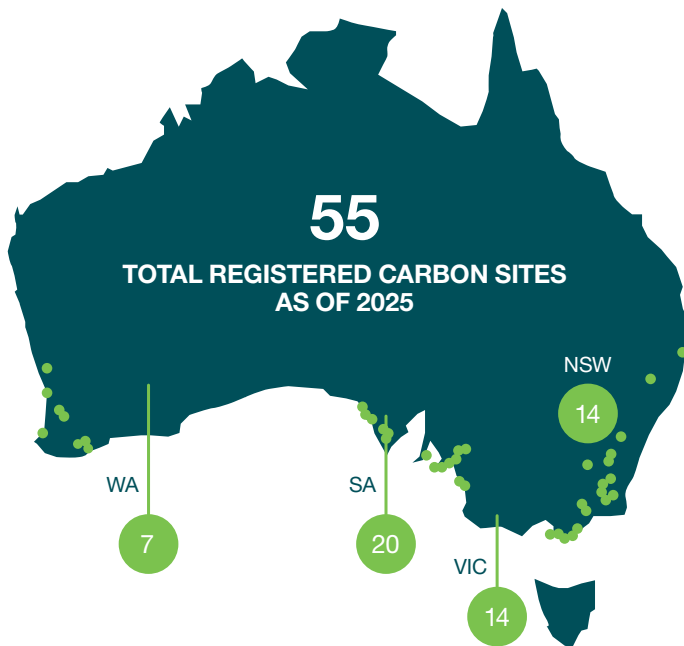 55
TOTAL REGISTERED CARBON SITES
AS OF 2025
NSW
14
WA
7
SA
20
VIC
14